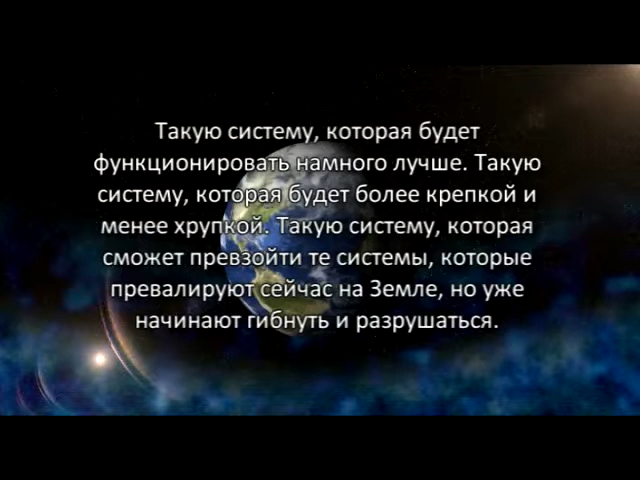 Такую систему, которая будет
функционировать намного лучше. Такую
систему, которая будет более крепкой и
менее хрупкой. Такую систему, которая
сможет превзойти те системы, которые
превалируют сейчас на Земле, но уже
начинают гибнуть и разрушаться.